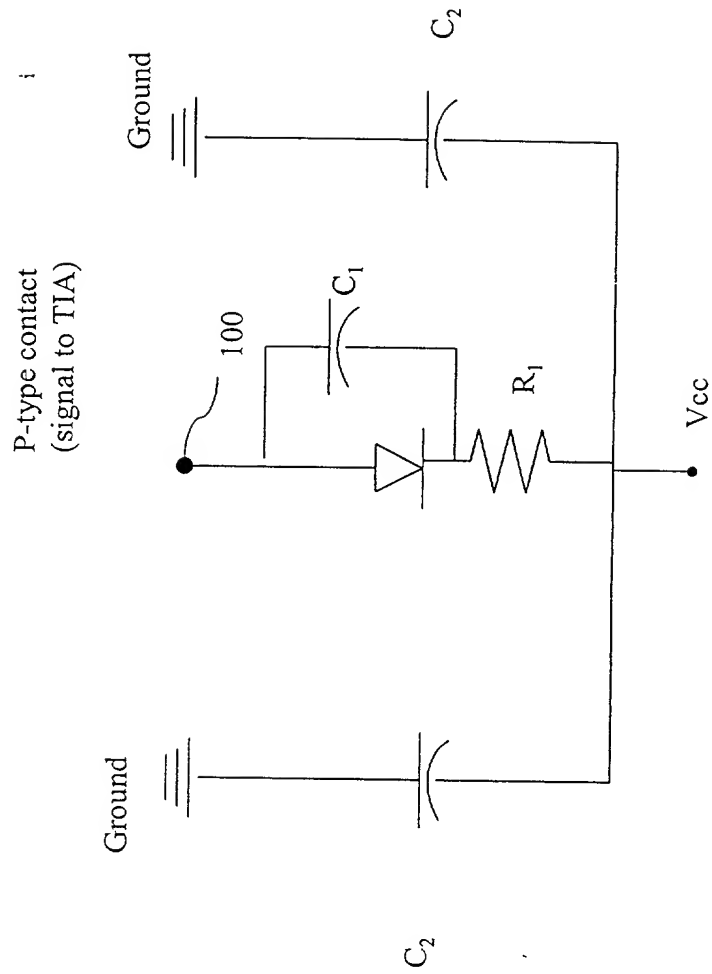 P-type contact
(signal to TIA)
Ground
Ground
100
C1
C2
C2
R1
Vcc